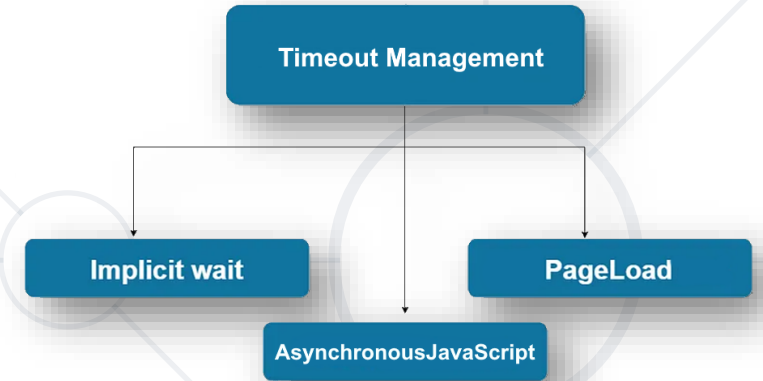 Timeout Management
Implicit wait
PageLoad
AsynchronousJavaScript